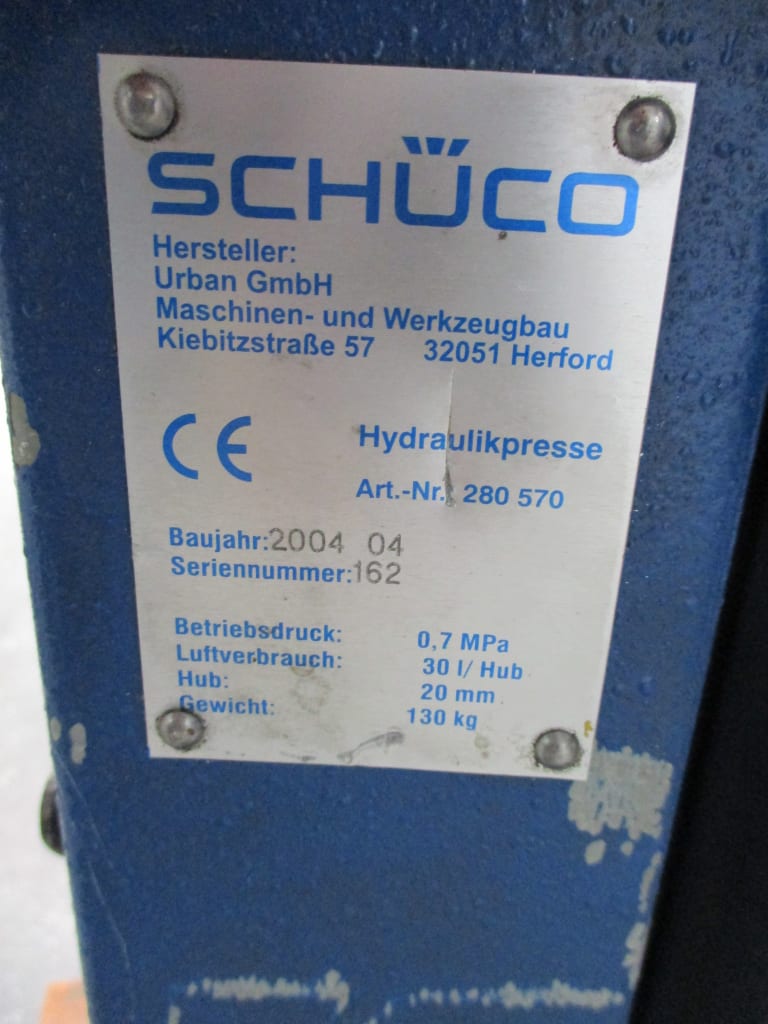 SCHÜCO
Hersteller:
Urban GmbH
Maschinen- und Werkzeugbau
Kiebitzstraße 57 32051 Herford
CE Hydraulikpresse
Art.-Nr. 280 570
Baujahr:2004 04
Seriennummer:162
Betriebsdruck: 0,7 MPa
Luftverbrauch: 30 l/ Hub
Hub: 20 mm
Gewicht: 130 kg